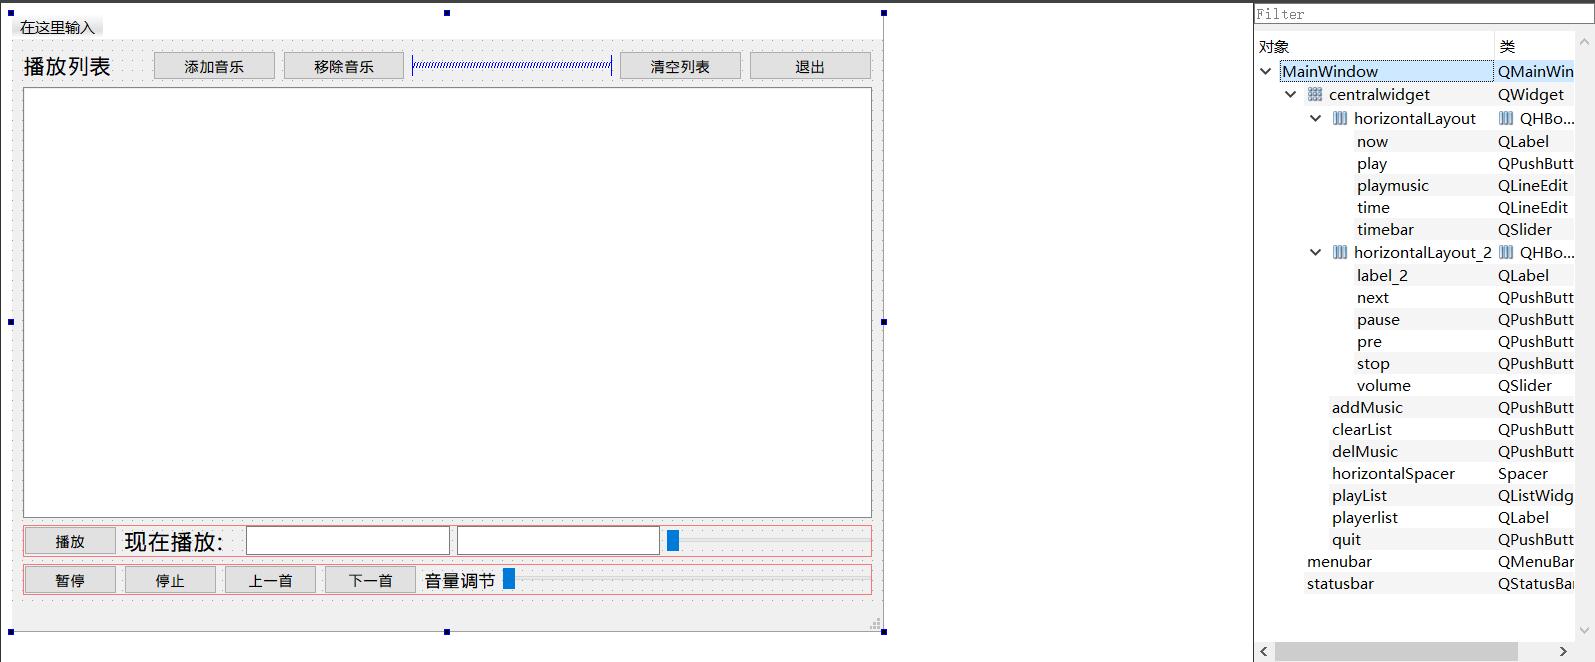 在这里输入
播放列表 添加音乐 移除音乐 清空列表 退出
播放 现在播放:
暂停 停止 上一首 下一首 音量调节
Filter
对象 类
MainWindow QMainWin
centralwidget QWidget
horizontalLayout QHBo...
now QLabel
play QPushButt
playmusic QLineEdit
time QLineEdit
timebar QSlider
horizontalLayout_2 QHBo...
label_2 QLabel
next QPushButt
pause QPushButt
pre QPushButt
stop QPushButt
volume QSlider
addMusic QPushButt
clearList QPushButt
delMusic QPushButt
horizontalSpacer Spacer
playList QListWidg
playerlist QLabel
quit QPushButt
menubar QMenuBar
statusbar QStatusBar